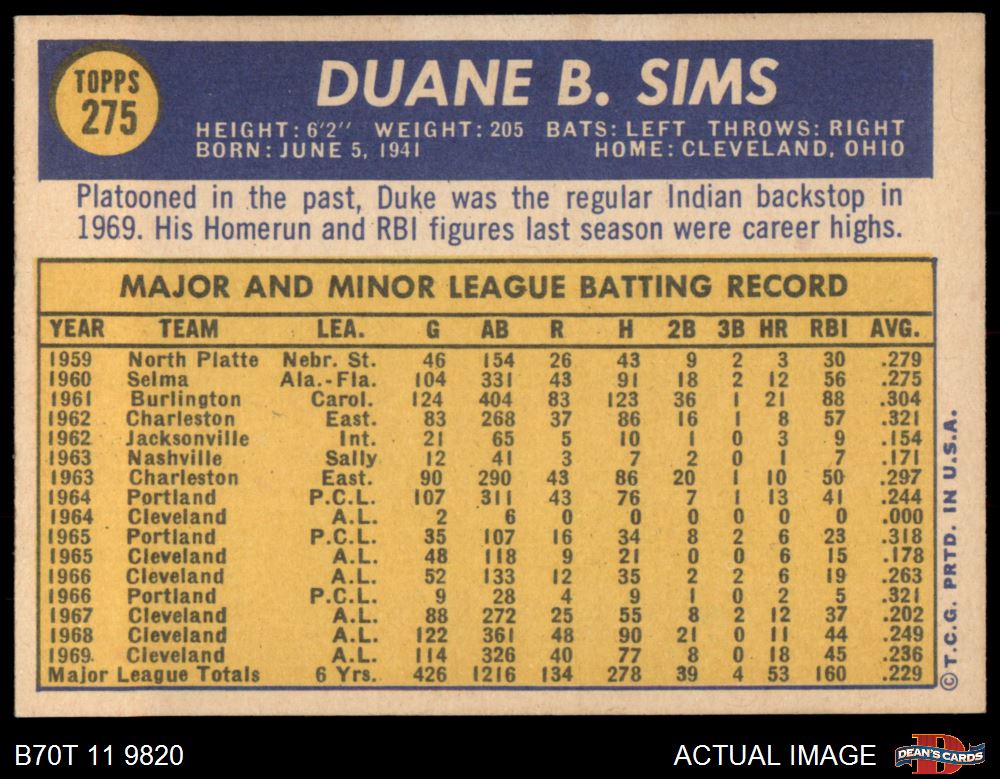 TOPPS
275
DUANE B. SIMS
HEIGHT: 6'2" WEIGHT: 205 BATS: LEFT THROWS: RIGHT
BORN: JUNE 5, 1941 HOME: CLEVELAND, OHIO
Platooned in the past, Duke was the regular Indian backstop in
1969. His Homerun and RBI figures last season were career highs.
MAJOR AND MINOR LEAGUE BATTING RECORD
YEAR TEAM LEA. G AB R H 2B 3B HR RBI AVG.
1959 North Platte Nebr. St. 46 154 26 43 9 2 3 30 .279
1960 Selma Ala.-Fla. 104 331 43 91 18 2 12 56 .275
1961 Burlington Carol. 124 404 83 123 36 1 21 88 .304
1962 Charleston East. 83 268 37 86 16 1 8 57 .321
1962 Jacksonville Int. 21 65 5 10 1 0 3 9 .154
1963 Nashville Sally 12 41 3 7 2 0 1 7 .171
1963 Charleston East. 90 290 43 86 20 1 10 50 .297
1964 Portland P.C.L. 107 311 43 76 7 1 13 41 .244
1964 Cleveland A.L. 2 6 0 0 0 0 0 0 .000
1965 Portland P.C.L. 35 107 16 34 8 2 6 23 .318
1965 Cleveland A.L. 48 118 9 21 0 0 6 15 .178
1966 Cleveland A.L. 52 133 12 35 2 2 6 19 .263
1966 Portland P.C.L. 9 28 4 9 1 0 2 5 .321
1967 Cleveland A.L. 88 272 25 55 8 2 12 37 .202
1968 Cleveland A.L. 122 361 48 90 21 0 11 44 .249
1969 Cleveland A.L. 114 326 40 77 8 0 18 45 .236
Major League Totals 6 Yrs. 426 1216 134 278 39 4 53 160 .229
©T.C.G. PRTD. IN U.S.A.
B70T 11 9820 ACTUAL IMAGE
D
DEAN'S CARDS